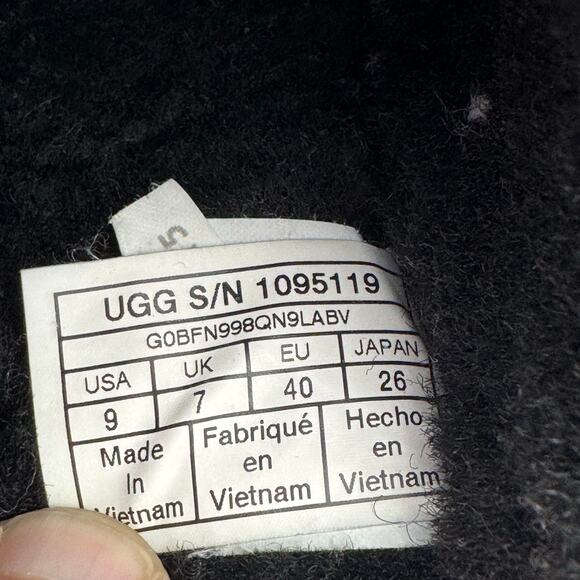 5
UGG S/N 1095119
G0BFN998QN9LABV
USA UK EU JAPAN
9 7 40 26
Made In Vietnam
Fabriqué en Vietnam
Hecho en Vietnam